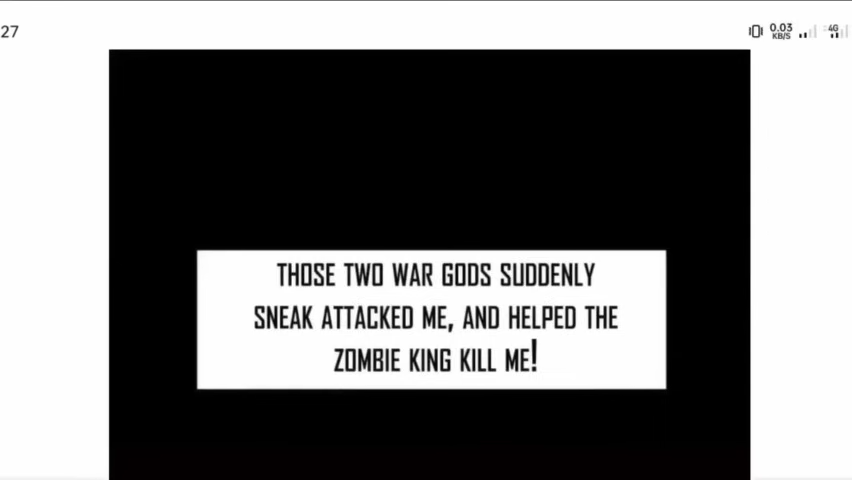 27
0.03
KB/S
4G
THOSE TWO WAR GODS SUDDENLY
SNEAK ATTACKED ME, AND HELPED THE
ZOMBIE KING KILL ME!